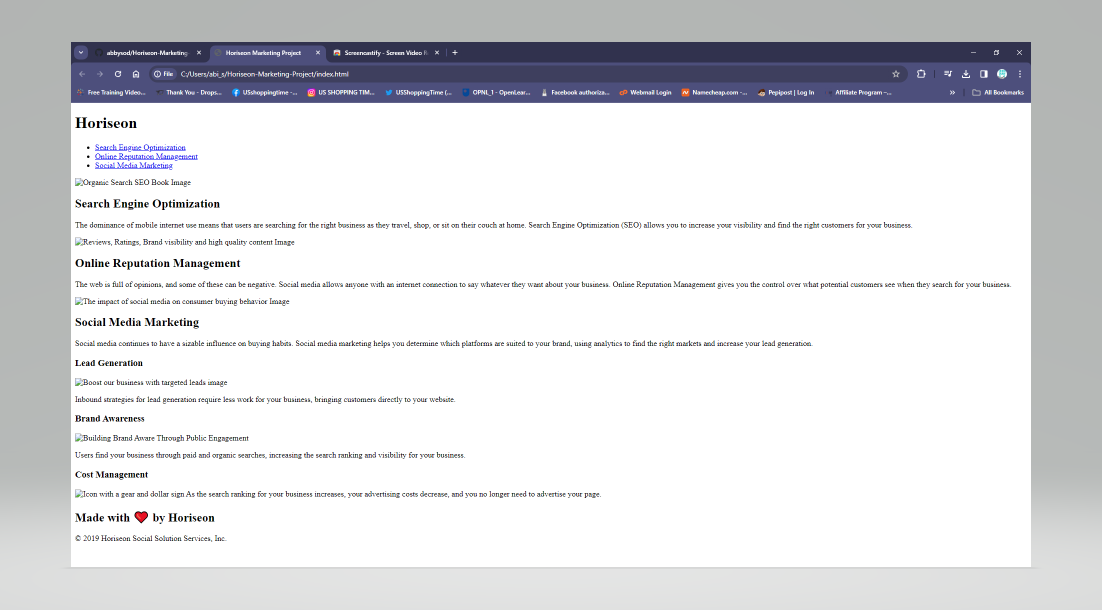 abbysod/Horiseon-Marketing-
Horiseon Marketing Project
Screencastify - Screen Video R
File C:/Users/abi_s/Horiseon-Marketing-Project/index.html
Free Training Video... Thank You - Drops... USshoppingtime -... US SHOPPING TIM... USShoppingTime (... OPNL_1 - OpenLear... Facebook authoriza... Webmail Login Namecheap.com -... Pepipost | Log In Affiliate Program –... » All Bookmarks
Horiseon
Search Engine Optimization
Online Reputation Management
Social Media Marketing
Organic Search SEO Book Image
Search Engine Optimization
The dominance of mobile internet use means that users are searching for the right business as they travel, shop, or sit on their couch at home. Search Engine Optimization (SEO) allows you to increase your visibility and find the right customers for your business.
Reviews, Ratings, Brand visibility and high quality content Image
Online Reputation Management
The web is full of opinions, and some of these can be negative. Social media allows anyone with an internet connection to say whatever they want about your business. Online Reputation Management gives you the control over what potential customers see when they search for your business.
The impact of social media on consumer buying behavior Image
Social Media Marketing
Social media continues to have a sizable influence on buying habits. Social media marketing helps you determine which platforms are suited to your brand, using analytics to find the right markets and increase your lead generation.
Lead Generation
Boost our business with targeted leads image
Inbound strategies for lead generation require less work for your business, bringing customers directly to your website.
Brand Awareness
Building Brand Aware Through Public Engagement
Users find your business through paid and organic searches, increasing the search ranking and visibility for your business.
Cost Management
Icon with a gear and dollar sign As the search ranking for your business increases, your advertising costs decrease, and you no longer need to advertise your page.
Made with ❤️ by Horiseon
© 2019 Horiseon Social Solution Services, Inc.